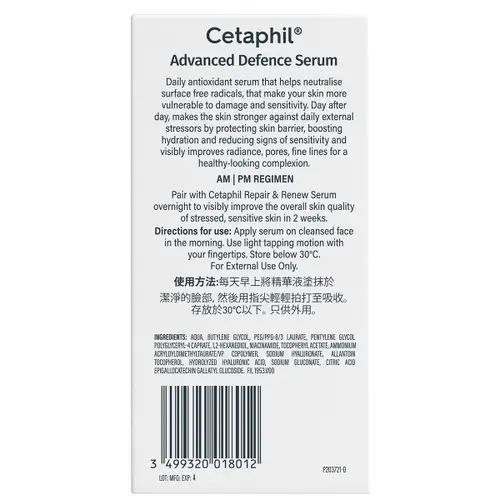 Cetaphil®
Advanced Defence Serum
Daily antioxidant serum that helps neutralise
surface free radicals, that make your skin more
vulnerable to damage and sensitivity. Day after
day, makes the skin stronger against daily external
stressors by protecting skin barrier, boosting
hydration and reducing signs of sensitivity and
visibly improves radiance, pores, fine lines for a
healthy-looking complexion.
AM | PM REGIMEN
Pair with Cetaphil Repair & Renew Serum
overnight to visibly improve the overall skin quality
of stressed, sensitive skin in 2 weeks.
Directions for use: Apply serum on cleansed face
in the morning. Use light tapping motion with
your fingertips. Store below 30°C.
For External Use Only.
使用方法:每天早上將精華液塗抹於
潔淨的臉部, 然後用指尖輕輕拍打至吸收。
存放於30°C以下。只供外用。
INGREDIENTS: AQUA, BUTYLENE GLYCOL, PEG/PPG-8/3 LAURATE, PENTYLENE GLYCOL
POLYGLYCERYL-4 CAPRATE, 1,2-HEXANEDIOL, NIACINAMIDE, TOCOPHERYL ACETATE, AMMONIUM
ACRYLOYLDIMETHYLTAURATE/VP COPOLYMER, SODIUM HYALURONATE, ALLANTOIN
TOCOPHEROL, HYDROLYZED HYALURONIC ACID, SODIUM GLUCONATE, CITRIC ACID
EPIGALLOCATECHIN GALLATYL GLUCOSIDE. FIL 19533V00
3 499320 018012
P203721-0
LOT: MFG: EXP: